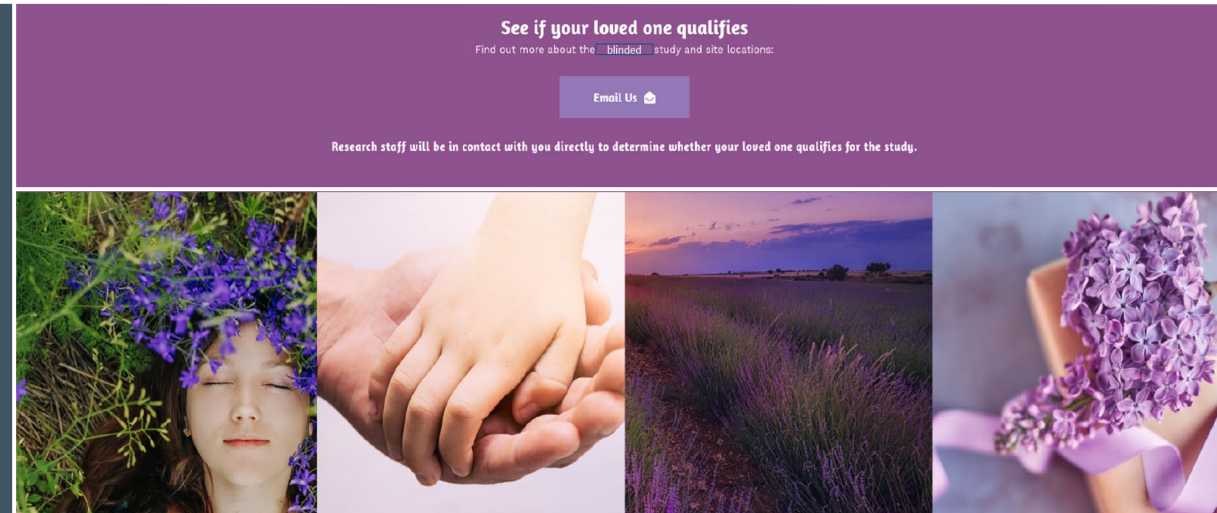 See if your loved one qualifies
Find out more about the blinded study and site locations:
Email Us
Research staff will be in contact with you directly to determine whether your loved one qualifies for the study.